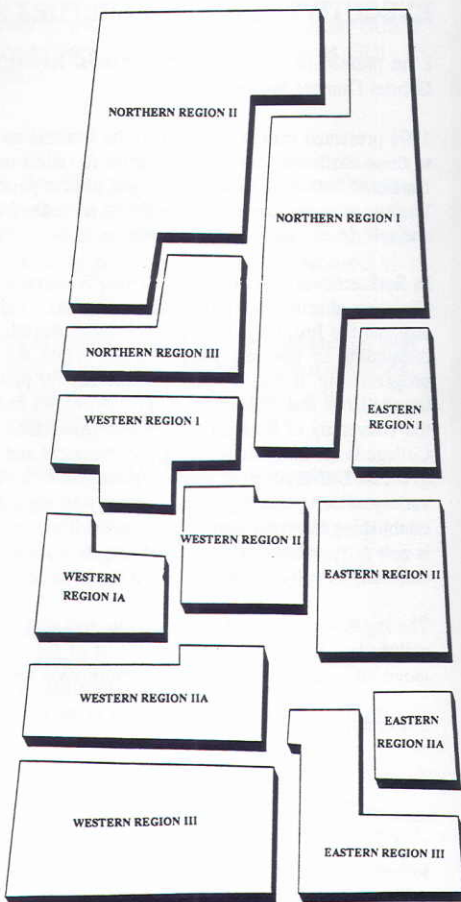 NORTHERN REGION II
NORTHERN REGION I
NORTHERN REGION III
WESTERN REGION I
EASTERN
REGION I
WESTERN REGION II
WESTERN
REGION IA
EASTERN REGION II
WESTERN REGION IIA
EASTERN
REGION IIA
WESTERN REGION III
EASTERN REGION III